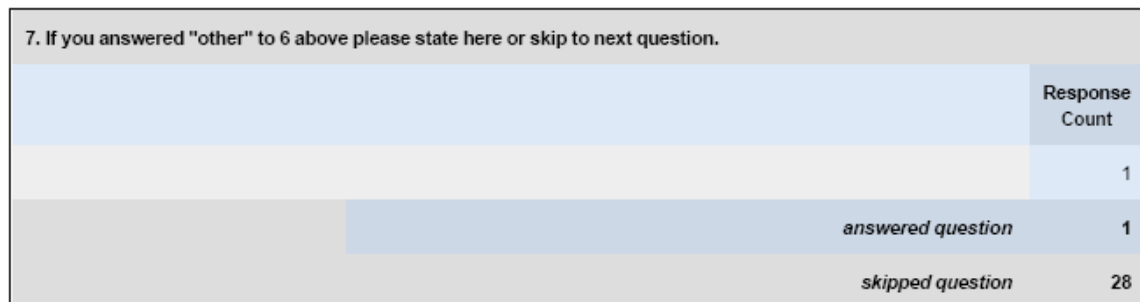 7. If you answered "other" to 6 above please state here or skip to next question.
Response
Count
1
answered question 1
skipped question 28